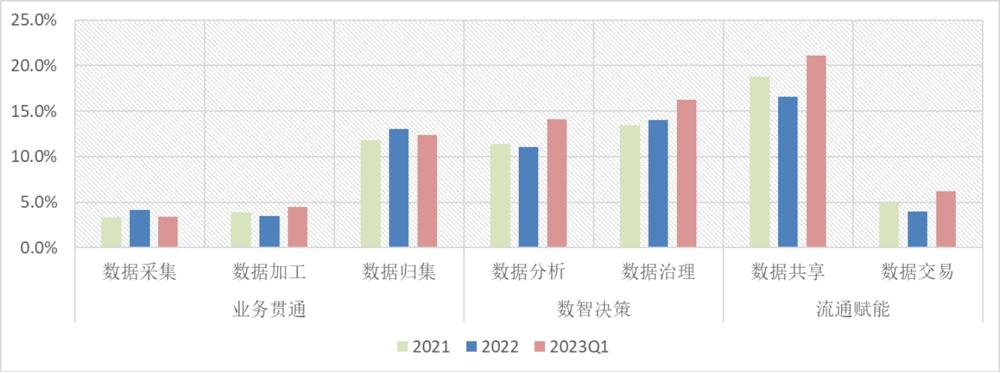 25.0%
20.0%
15.0%
10.0%
5.0%
0.0%
数据采集 数据加工 数据归集 数据分析 数据治理 数据共享 数据交易
业务贯通 数智决策 流通赋能
2021 2022 2023Q1